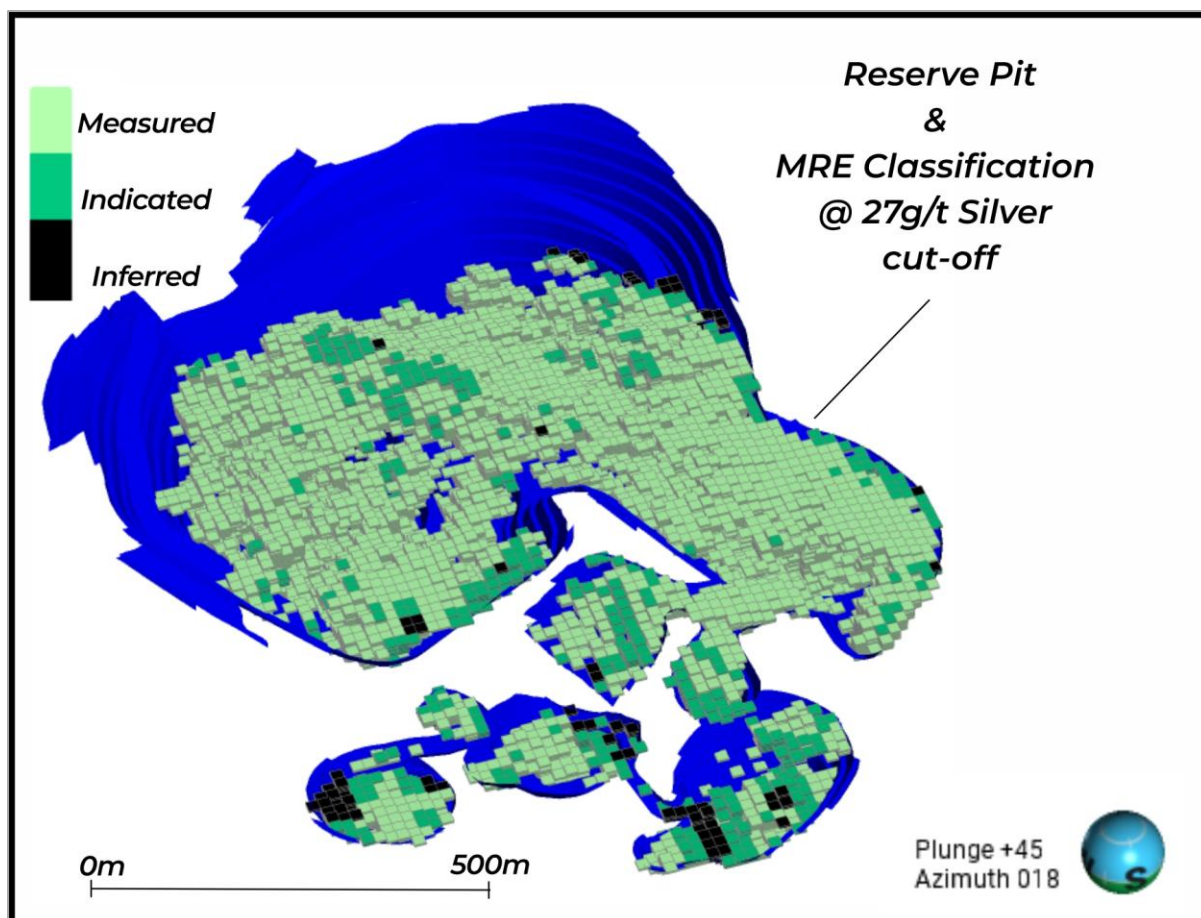 Measured
Indicated
Inferred
Reserve Pit
&
MRE Classification
@ 27g/t Silver
cut-off
0m
500m
Plunge +45
Azimuth 018
S